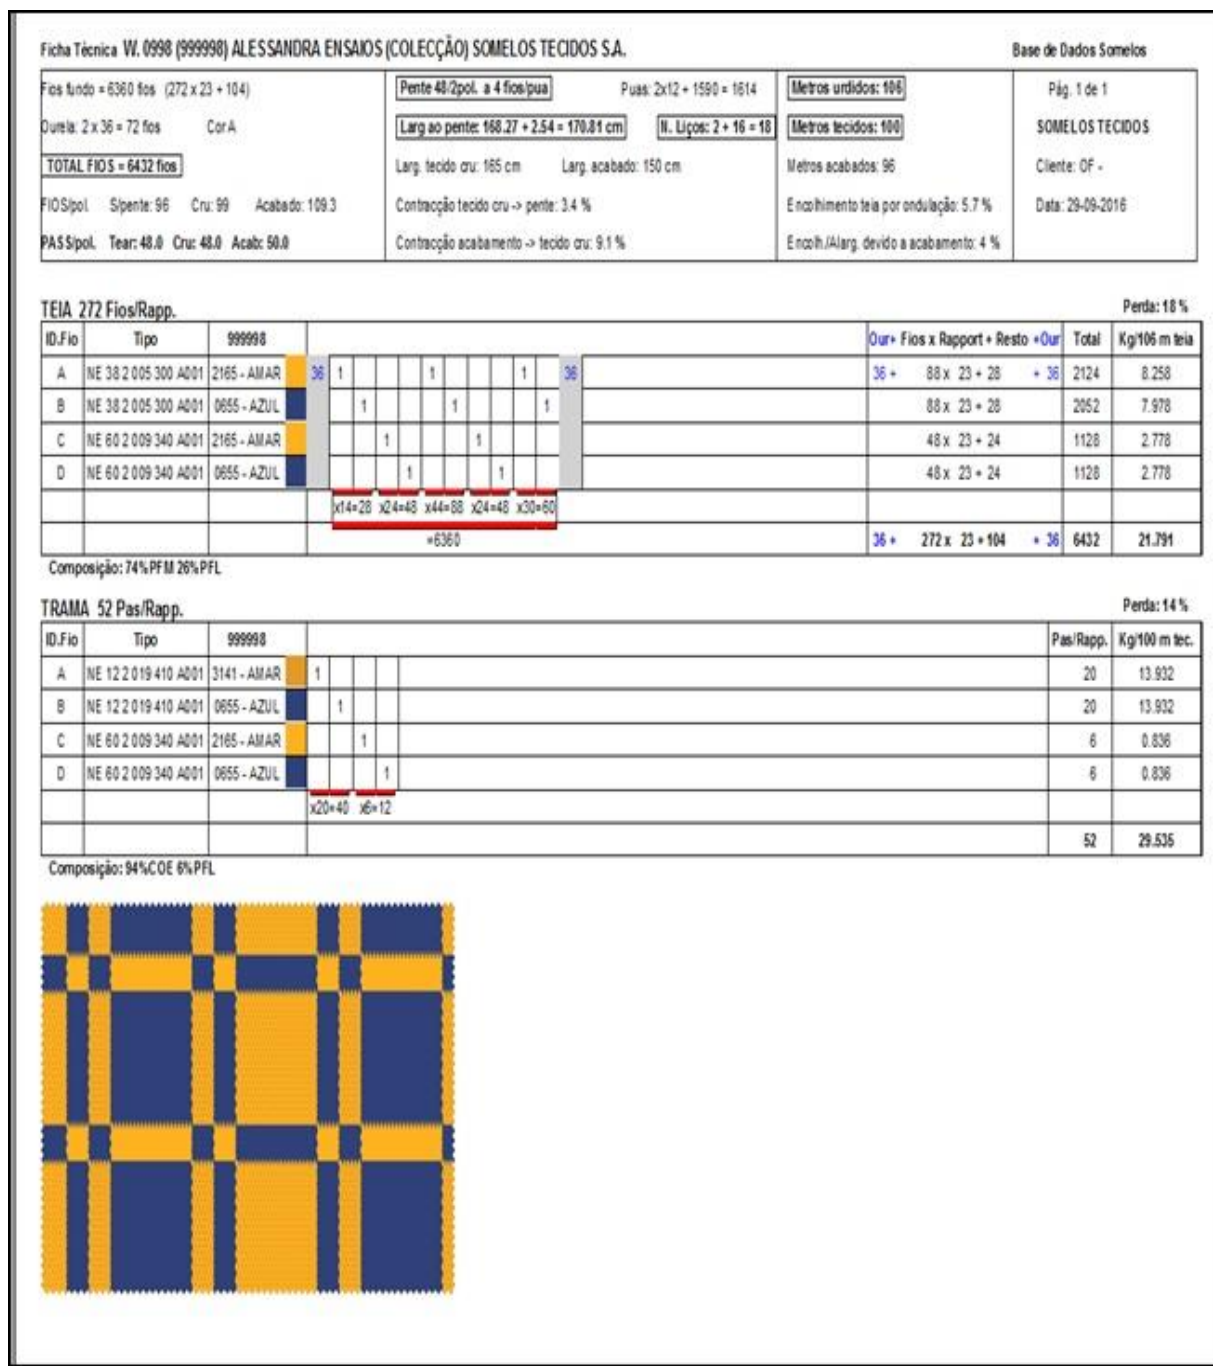 Ficha Tècnica W. 0998 (999998) ALESSANDRA ENSAIOS (COLECÇÃO) SOMELOS TECIDOS S.A. Base de Dados Somelos
Fios fundo = 6360 fios (272 x 23 + 104) Pente 48/2pol. a 4 fios/pua Puas: 2x12 + 1590 = 1614 Metros urdidos: 106 Pág. 1 de 1
Ourela: 2 x 36 = 72 fios Cor A Larg ao pente: 168.27 + 2.54 = 170.81 cm N. Liços: 2 + 16 = 18 Metros tecidos: 100 SOMELOS TECIDOS
TOTAL FIOS = 6432 fios Larg. tecido cru: 165 cm Larg. acabado: 150 cm Metros acabados: 96 Cliente: OF -
FIOS/pol. S/pente: 96 Cru: 99 Acabado: 109.3 Contracção tecido cru -> pente: 3.4 % Encolhimento teia por ondulação: 5.7 % Data: 29-09-2016
PASS/pol. Tear: 48.0 Cru: 48.0 Acab: 50.0 Contracção acabamento -> tecido cru: 9.1 % Encolh./Alarg. devido a acabamento: 4 %
TEIA 272 Fios/Rapp. Perda: 18 %
ID.Fio Tipo 999998 Our+ Fios x Rapport + Resto +Our Total Kg/106 m teia
A NE 38 2 005 300 A001 2165 - AMAR 36 1 1 1 36 36 + 88 x 23 + 28 + 36 2124 8.258
B NE 38 2 005 300 A001 0655 - AZUL 1 1 1 88 x 23 + 28 2052 7.978
C NE 60 2 009 340 A001 2165 - AMAR 1 1 48 x 23 + 24 1128 2.778
D NE 60 2 009 340 A001 0655 - AZUL 1 1 48 x 23 + 24 1128 2.778
x14=28 x24=48 x44=88 x24=48 x30=60
=6360 36 + 272 x 23 + 104 + 36 6432 21.791
Composição: 74%PFM 26%PFL
TRAMA 52 Pas/Rapp. Perda: 14 %
ID.Fio Tipo 999998 Pas/Rapp. Kg/100 m tec.
A NE 12 2 019 410 A001 3141 - AMAR 1 20 13.932
B NE 12 2 019 410 A001 0655 - AZUL 1 20 13.932
C NE 60 2 009 340 A001 2165 - AMAR 1 6 0.836
D NE 60 2 009 340 A001 0655 - AZUL 1 6 0.836
x20=40 x6=12
52 29.535
Composição: 94%COE 6%PFL